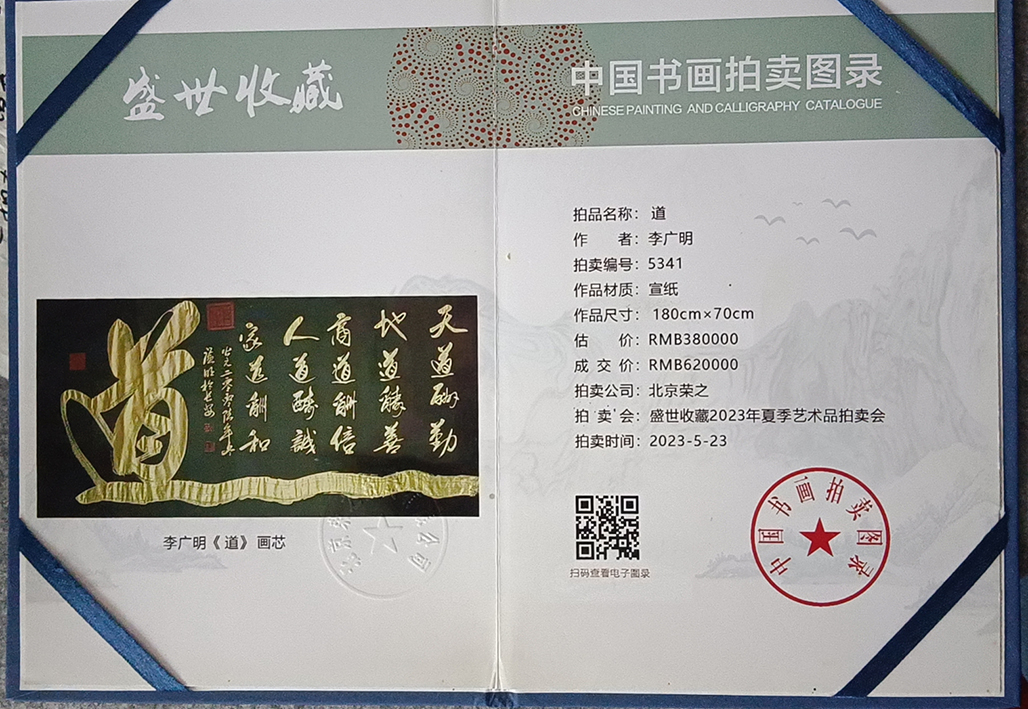 盛世收藏
中国书画拍卖图录
CHINESE PAINTING AND CALLIGRAPHY CATALOGUE
道
天道酬勤
地道酬善
商道酬信
人道酬誠
家道酬和
李广明《道》画芯
拍品名称： 道
作 者：李广明
拍卖编号：5341
作品材质：宣纸
作品尺寸： 180cm×70cm
估 价：RMB380000
成 交 价：RMB620000
拍卖公司：北京荣之
拍 卖 会：盛世收藏2023年夏季艺术品拍卖会
拍卖时间：2023-5-23
扫码查看电子图录
中国书画拍卖图录